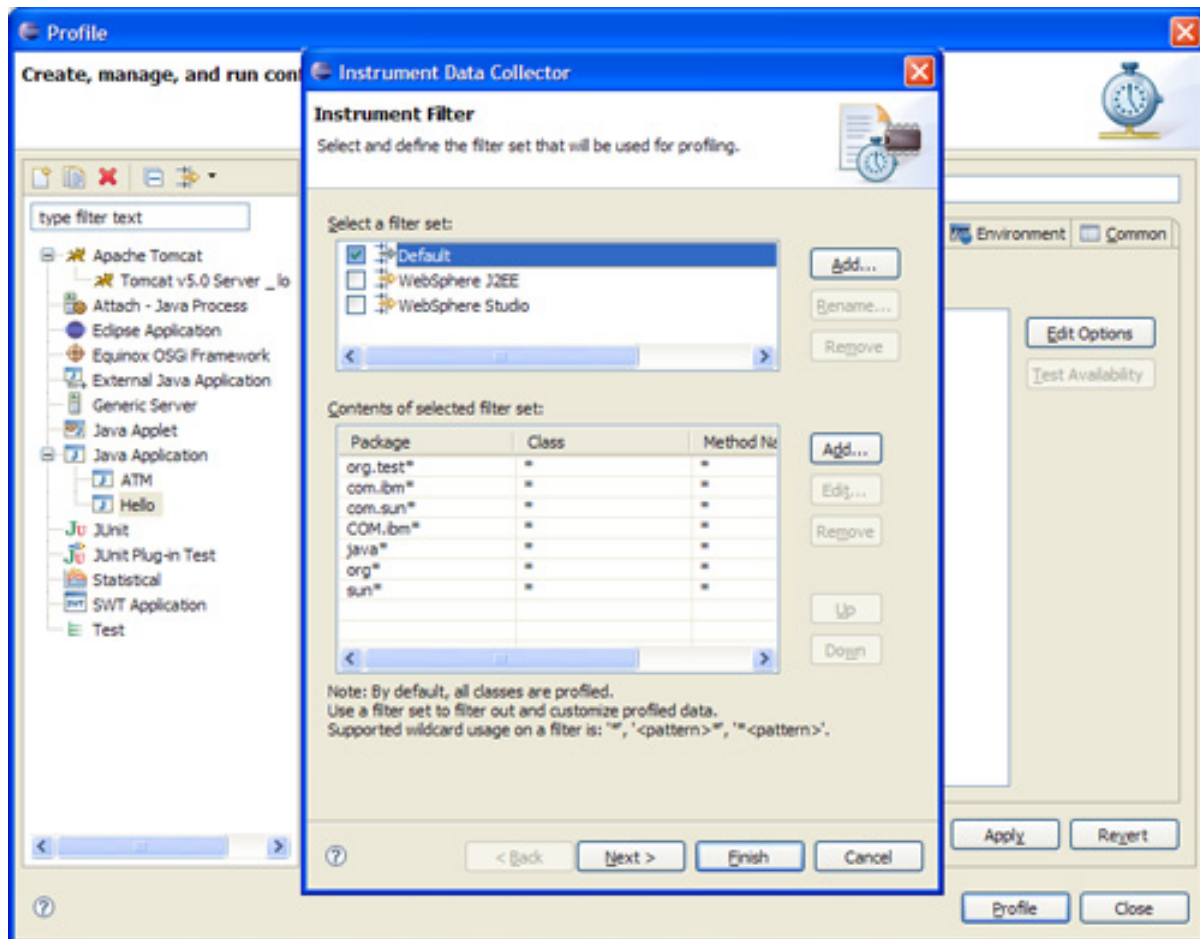 Profile
Create, manage, and run con
Instrument Data Collector
Instrument Filter
Select and define the filter set that will be used for profiling.
type filter text
Apache Tomcat
Tomcat v5.0 Server _lo
Attach - Java Process
Eclipse Application
Equinox OSGi Framework
External Java Application
Generic Server
Java Applet
Java Application
ATM
Hello
JUnit
JUnit Plug-in Test
Statistical
SWT Application
Test
Select a filter set:
Default
WebSphere J2EE
WebSphere Studio
Add...
Rename...
Remove
Contents of selected filter set:
Package Class Method Na
org.test* * *
com.ibm* * *
com.sun* * *
COM.ibm* * *
java* * *
org* * *
sun* * *
Add...
Edit...
Remove
Up
Down
Note: By default, all classes are profiled.
Use a filter set to filter out and customize profiled data.
Supported wildcard usage on a filter is: '*', '<pattern>*', '*<pattern>'.
< Back Next > Finish Cancel
Environment Common
Edit Options
Test Availability
Apply Revert
Profile Close